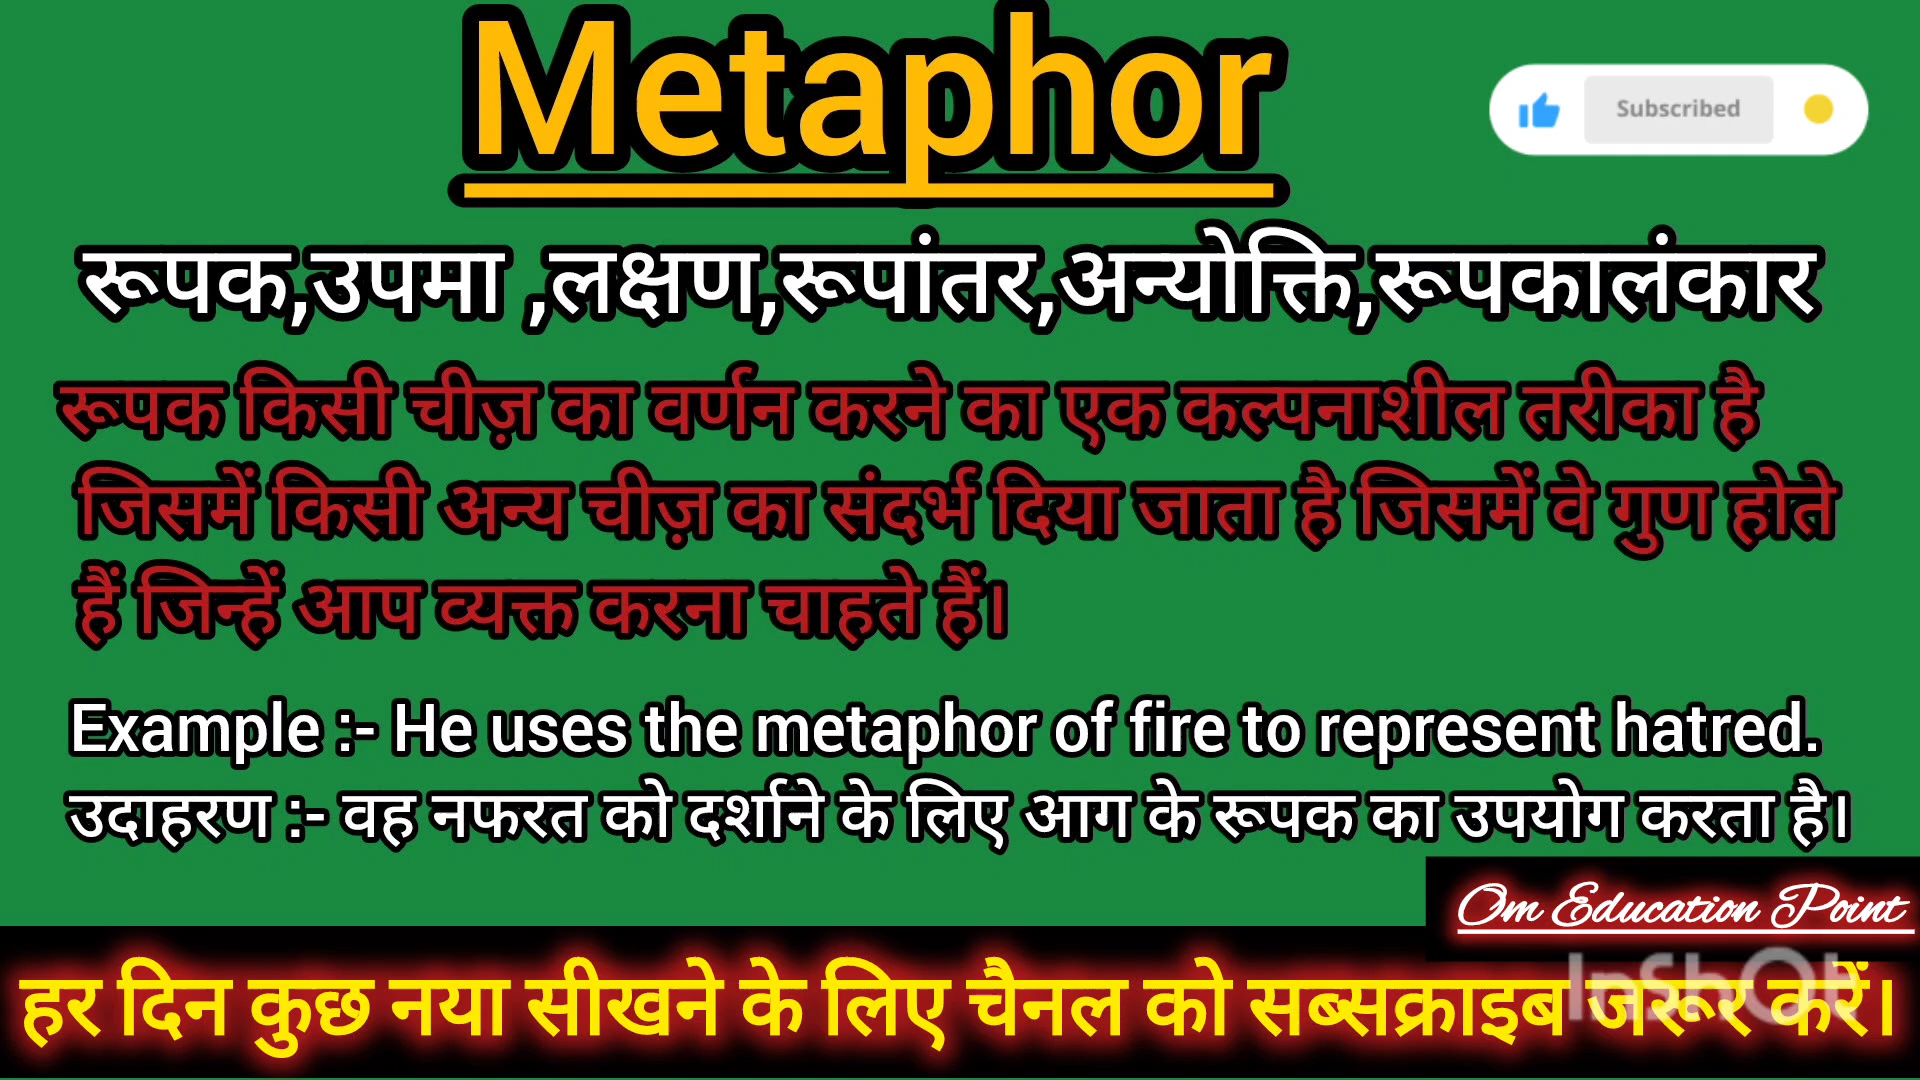 Metaphor
Subscribed
रूपक,उपमा ,लक्षण,रूपांतर,अन्योक्ति,रूपकालंकार
रूपक किसी चीज़ का वर्णन करने का एक कल्पनाशील तरीका है
जिसमें किसी अन्य चीज़ का संदर्भ दिया जाता है जिसमें वे गुण होते
हैं जिन्हें आप व्यक्त करना चाहते हैं।
Example :- He uses the metaphor of fire to represent hatred.
उदाहरण :- वह नफरत को दर्शाने के लिए आग के रूपक का उपयोग करता है।
Om Education Point
हर दिन कुछ नया सीखने के लिए चैनल को सब्सक्राइब जरूर करें।
InShOt